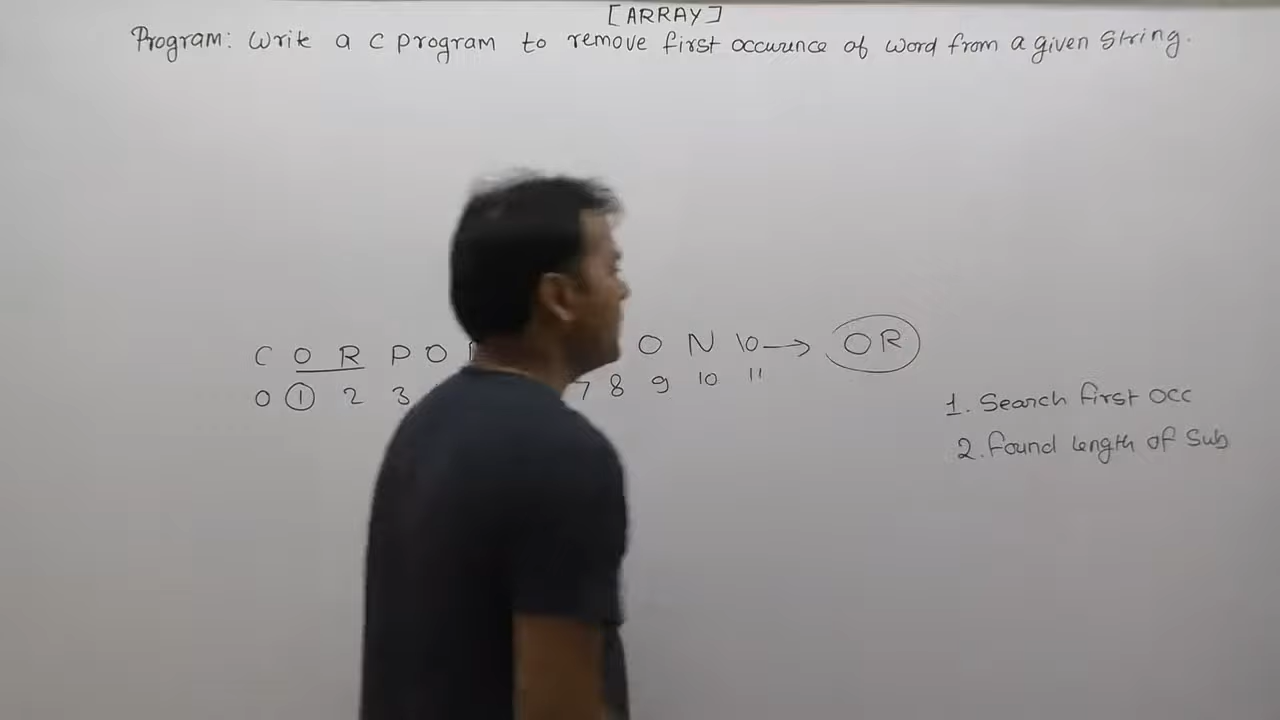 [ARRAY]
Program: Write a C program to remove first occurence of word from a given String.
C O R P O O N \0 → OR
0 1 2 3 7 8 9 10 11
1. Search first occ
2. Found length of Sub